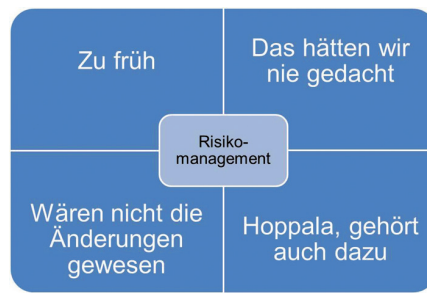 Zu früh
Das hätten wir
nie gedacht
Risiko-
management
Wären nicht die
Änderungen
gewesen
Hoppala, gehört
auch dazu